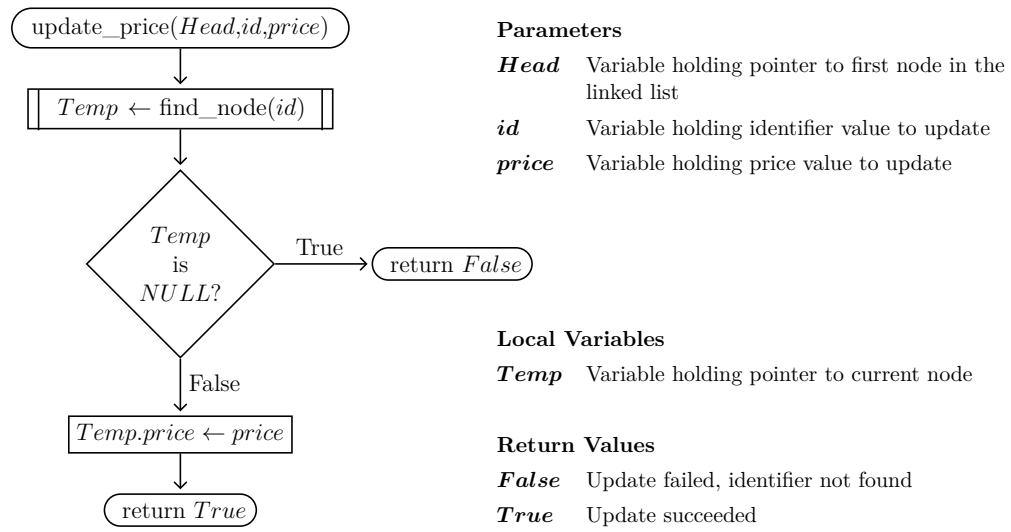 update_price(Head,id,price)
Temp ← find_node(id)
Temp
is
NULL?
True
return False
False
Temp.price ← price
return True
Parameters
Head Variable holding pointer to first node in the
linked list
id Variable holding identifier value to update
price Variable holding price value to update
Local Variables
Temp Variable holding pointer to current node
Return Values
False Update failed, identifier not found
True Update succeeded